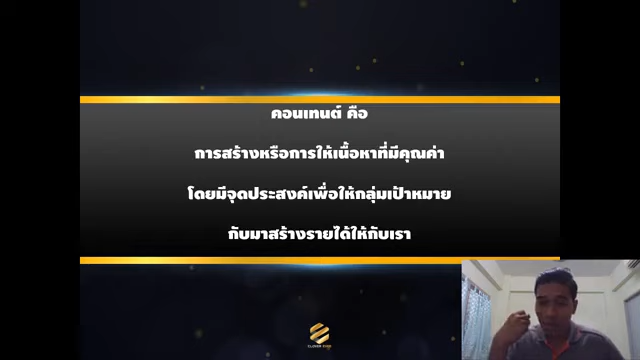 คอนเทนต์ คือ
การสร้างหรือการให้เนื้อหาที่มีคุณค่า
โดยมีจุดประสงค์เพื่อให้กลุ่มเป้าหมาย
กลับมาสร้างรายได้ให้กับเรา